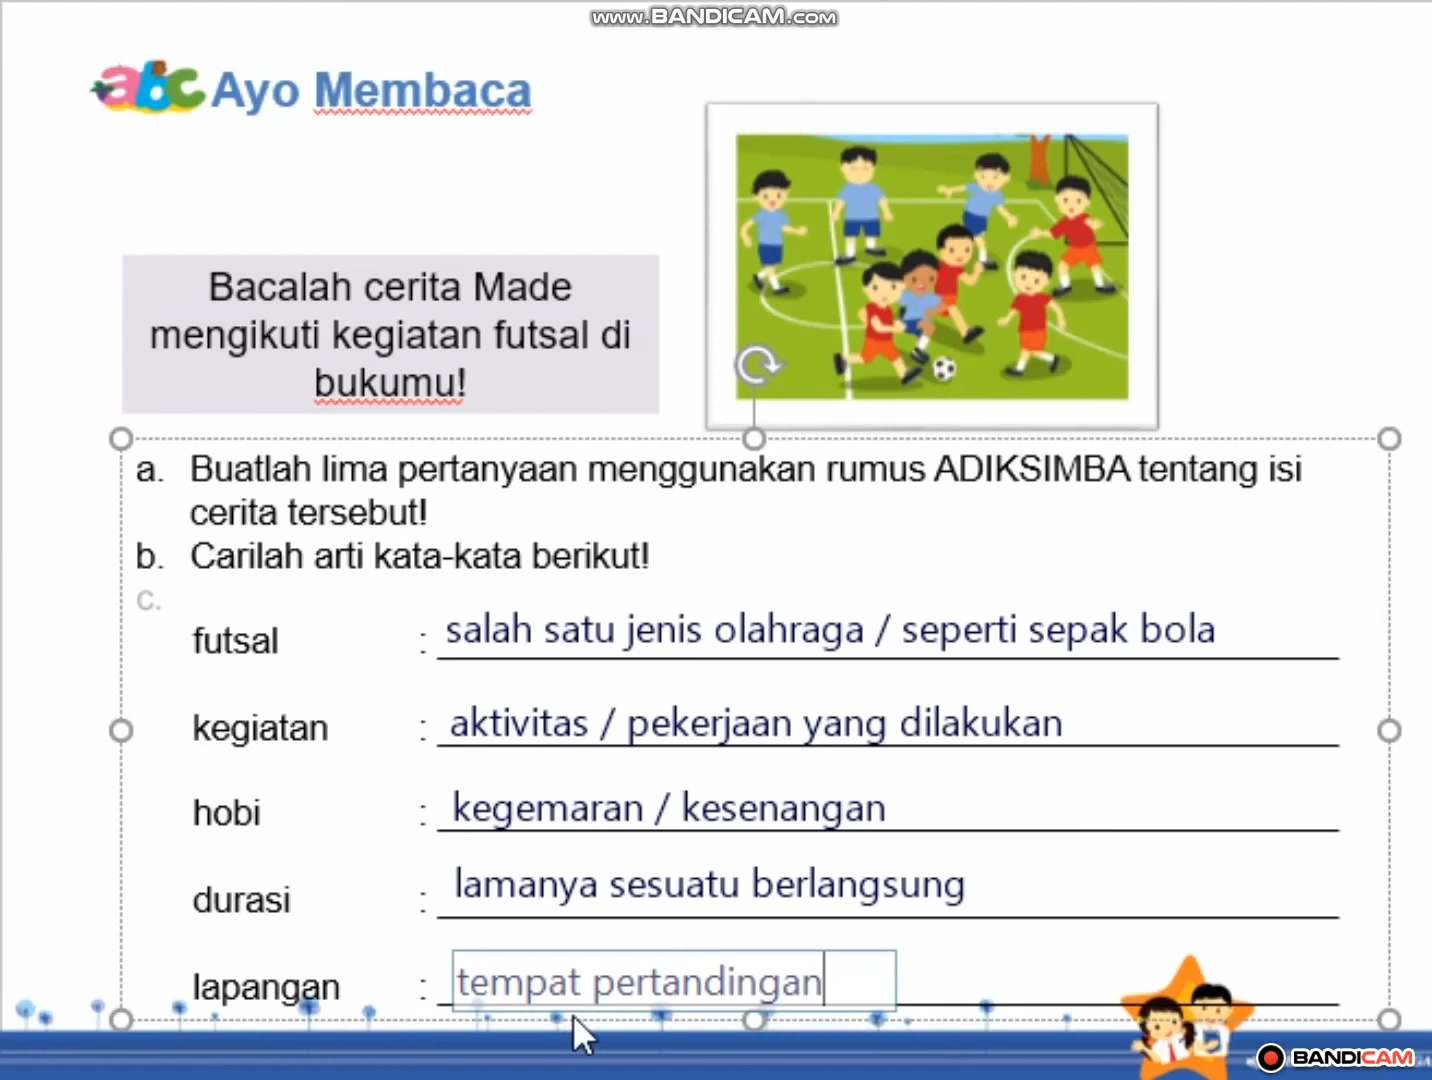 www.BANDICAM.com
abc Ayo Membaca
Bacalah cerita Made
mengikuti kegiatan futsal di
bukumu!
a. Buatlah lima pertanyaan menggunakan rumus ADIKSIMBA tentang isi
cerita tersebut!
b. Carilah arti kata-kata berikut!
c.
futsal : salah satu jenis olahraga / seperti sepak bola
kegiatan : aktivitas / pekerjaan yang dilakukan
hobi : kegemaran / kesenangan
durasi : lamanya sesuatu berlangsung
lapangan : tempat pertandingan
BANDICAM